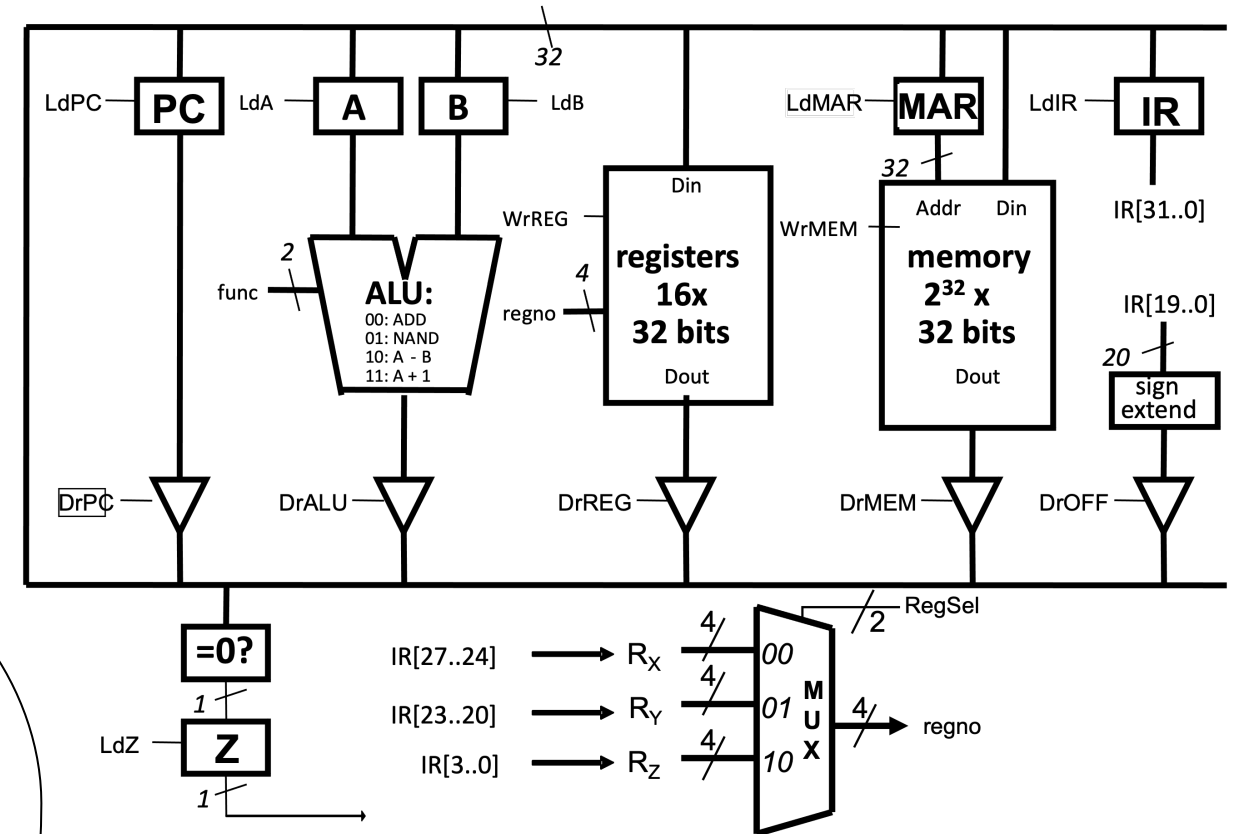 32
LdPC
PC
LdA
A
B
LdB
LdMAR
MAR
LdIR
IR
32
IR[31..0]
Din
WrREG
registers
16x
32 bits
4
regno
Dout
Addr
Din
WrMEM
memory
2³² x
32 bits
Dout
2
func
ALU:
00: ADD
01: NAND
10: A - B
11: A + 1
IR[19..0]
20
sign
extend
DrPC
DrALU
DrREG
DrMEM
DrOFF
=0?
1
LdZ
Z
1
RegSel
2
IR[27..24]
RX
4
00
IR[23..20]
RY
4
01
IR[3..0]
RZ
4
10
M
U
X
4
regno